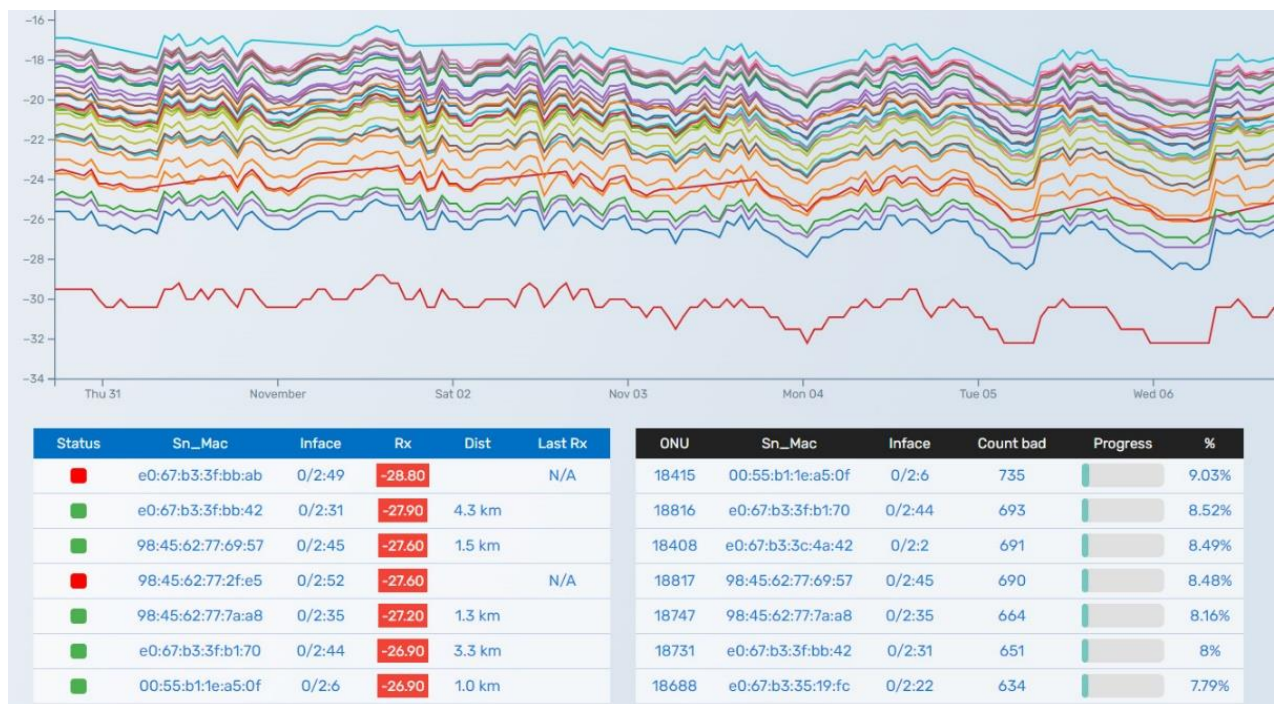 -16
-18
-20
-22
-24
-26
-28
-30
-32
-34
Thu 31 November Sat 02 Nov 03 Mon 04 Tue 05 Wed 06
Status Sn_Mac Inface Rx Dist Last Rx
e0:67:b3:3f:bb:ab 0/2:49 -28.80 N/A
e0:67:b3:3f:bb:42 0/2:31 -27.90 4.3 km
98:45:62:77:69:57 0/2:45 -27.60 1.5 km
98:45:62:77:2f:e5 0/2:52 -27.60 N/A
98:45:62:77:7a:a8 0/2:35 -27.20 1.3 km
e0:67:b3:3f:b1:70 0/2:44 -26.90 3.3 km
00:55:b1:1e:a5:0f 0/2:6 -26.90 1.0 km
ONU Sn_Mac Inface Count bad Progress %
18415 00:55:b1:1e:a5:0f 0/2:6 735 9.03%
18816 e0:67:b3:3f:b1:70 0/2:44 693 8.52%
18408 e0:67:b3:3c:4a:42 0/2:2 691 8.49%
18817 98:45:62:77:69:57 0/2:45 690 8.48%
18747 98:45:62:77:7a:a8 0/2:35 664 8.16%
18731 e0:67:b3:3f:bb:42 0/2:31 651 8%
18688 e0:67:b3:35:19:fc 0/2:22 634 7.79%